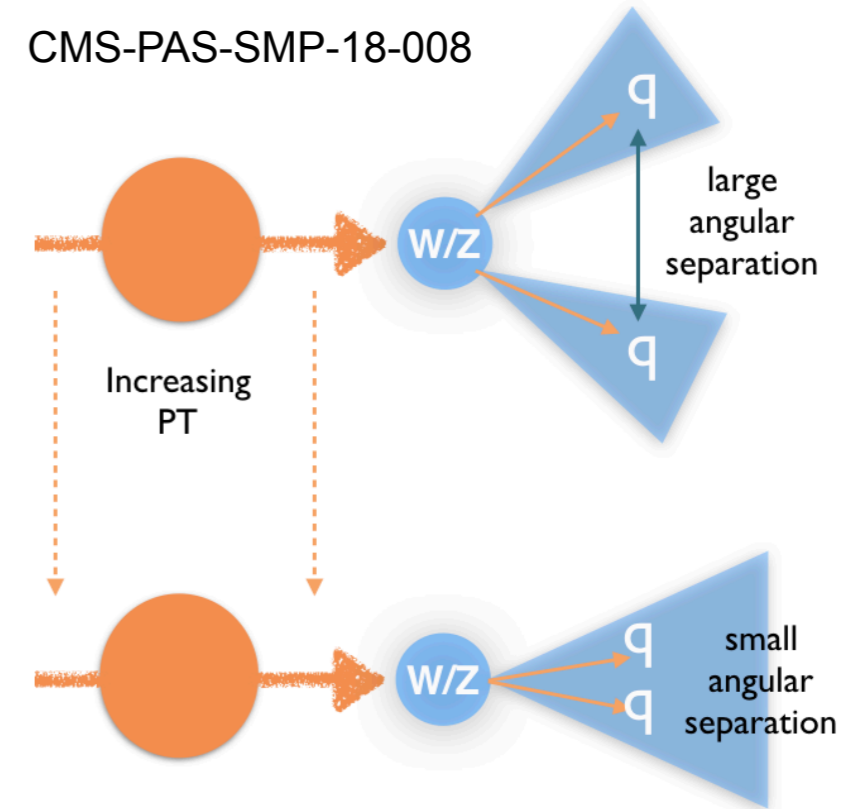 CMS-PAS-SMP-18-008
q
large
angular
separation
W/Z
q
Increasing
PT
q
small
angular
separation
W/Z
q